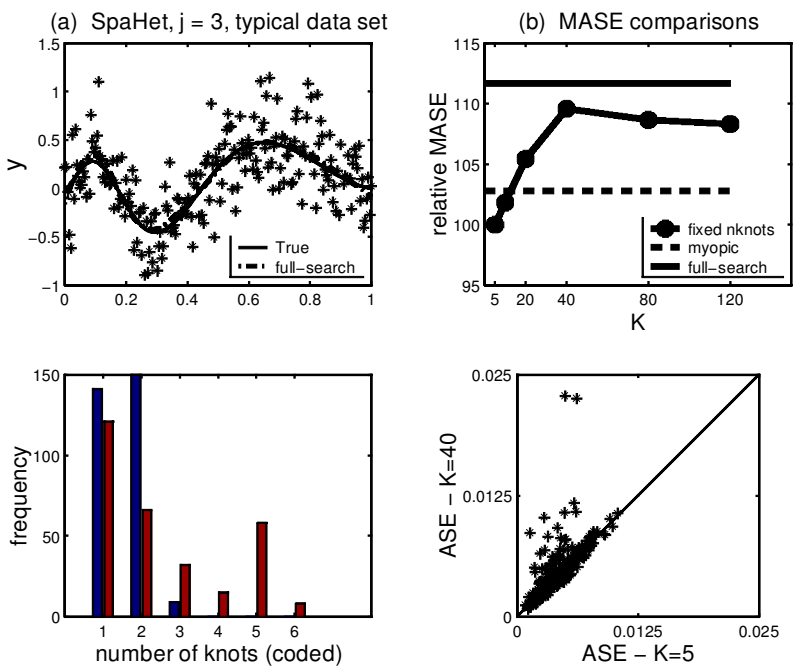 (a) SpaHet, j = 3, typical data set
1.5
1
0.5
0
−0.5
−1
y
0 0.2 0.4 0.6 0.8 1
True
full−search
(b) MASE comparisons
115
110
105
100
95
relative MASE
5 20 40 80 120
K
fixed nknots
myopic
full−search
150
100
50
0
frequency
1 2 3 4 5 6
number of knots (coded)
0.025
0.0125
0
ASE − K=40
0 0.0125 0.025
ASE − K=5